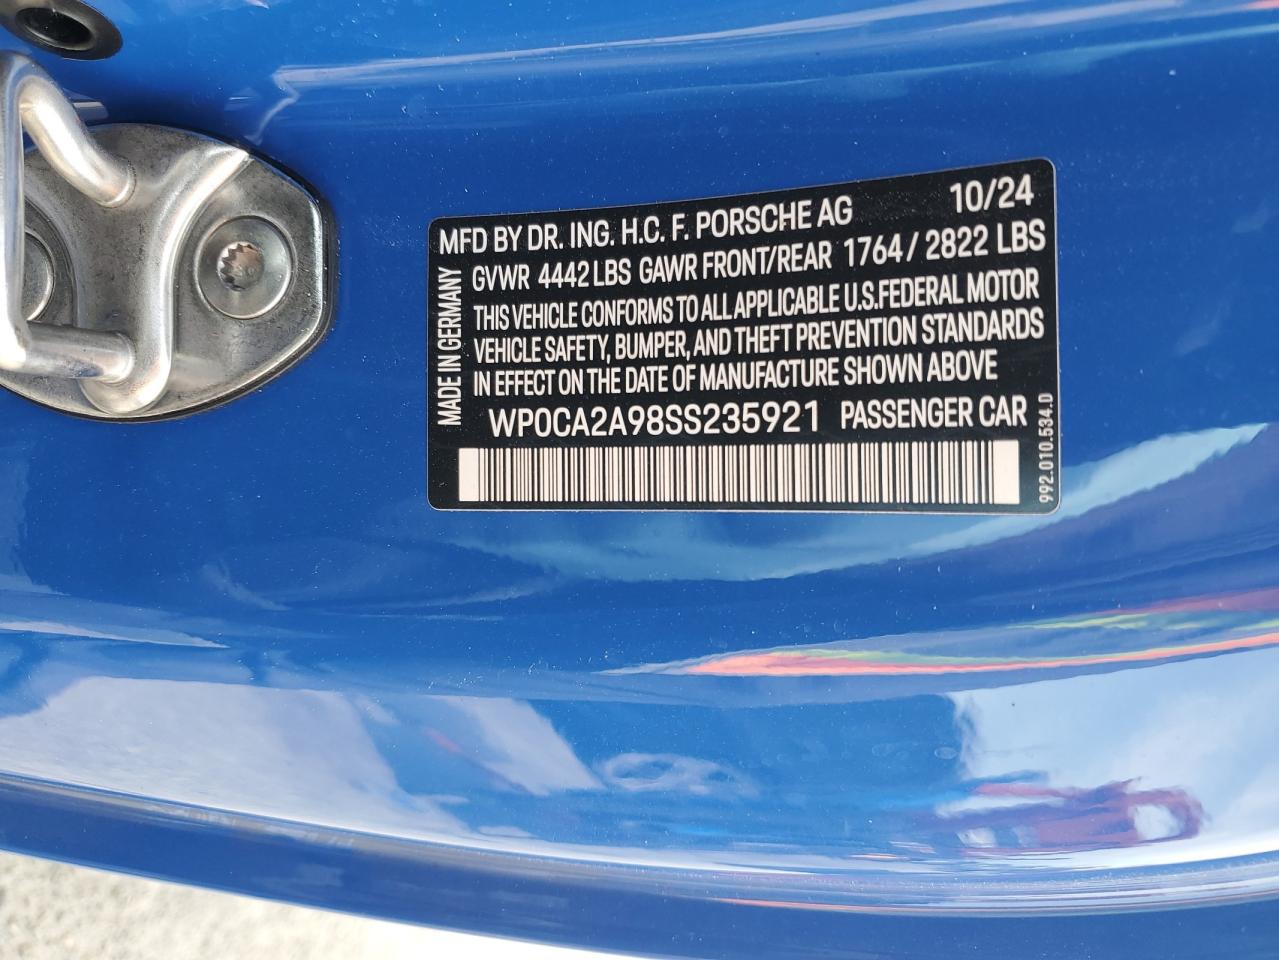 MFD BY DR. ING. H.C. F. PORSCHE AG 10/24
GVWR 4442 LBS GAWR FRONT/REAR 1764 / 2822 LBS
THIS VEHICLE CONFORMS TO ALL APPLICABLE U.S.FEDERAL MOTOR
VEHICLE SAFETY, BUMPER, AND THEFT PREVENTION STANDARDS
IN EFFECT ON THE DATE OF MANUFACTURE SHOWN ABOVE
WP0CA2A98SS235921 PASSENGER CAR
MADE IN GERMANY
992.010.534.0